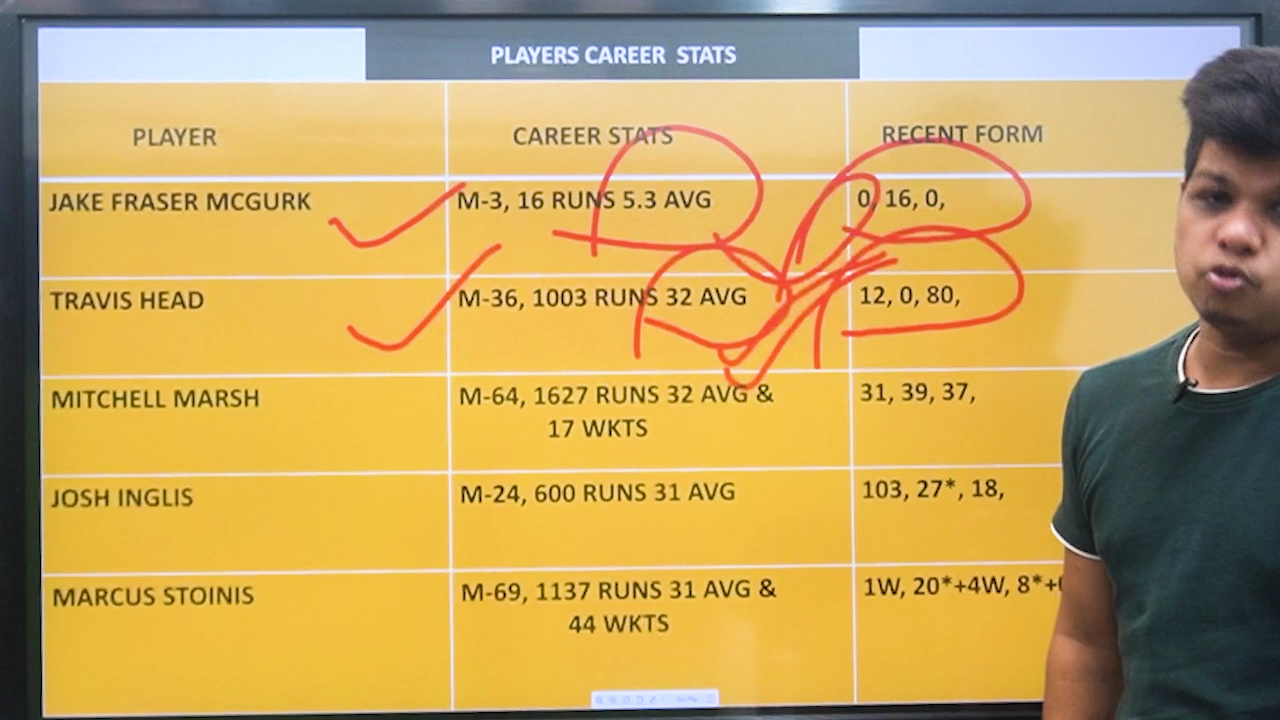 PLAYERS CAREER STATS
PLAYER CAREER STATS RECENT FORM
JAKE FRASER MCGURK M-3, 16 RUNS 5.3 AVG 0, 16, 0,
TRAVIS HEAD M-36, 1003 RUNS 32 AVG 12, 0, 80,
MITCHELL MARSH M-64, 1627 RUNS 32 AVG & 31, 39, 37,
17 WKTS
JOSH INGLIS M-24, 600 RUNS 31 AVG 103, 27*, 18,
MARCUS STOINIS M-69, 1137 RUNS 31 AVG & 1W, 20*+4W, 8*+
44 WKTS